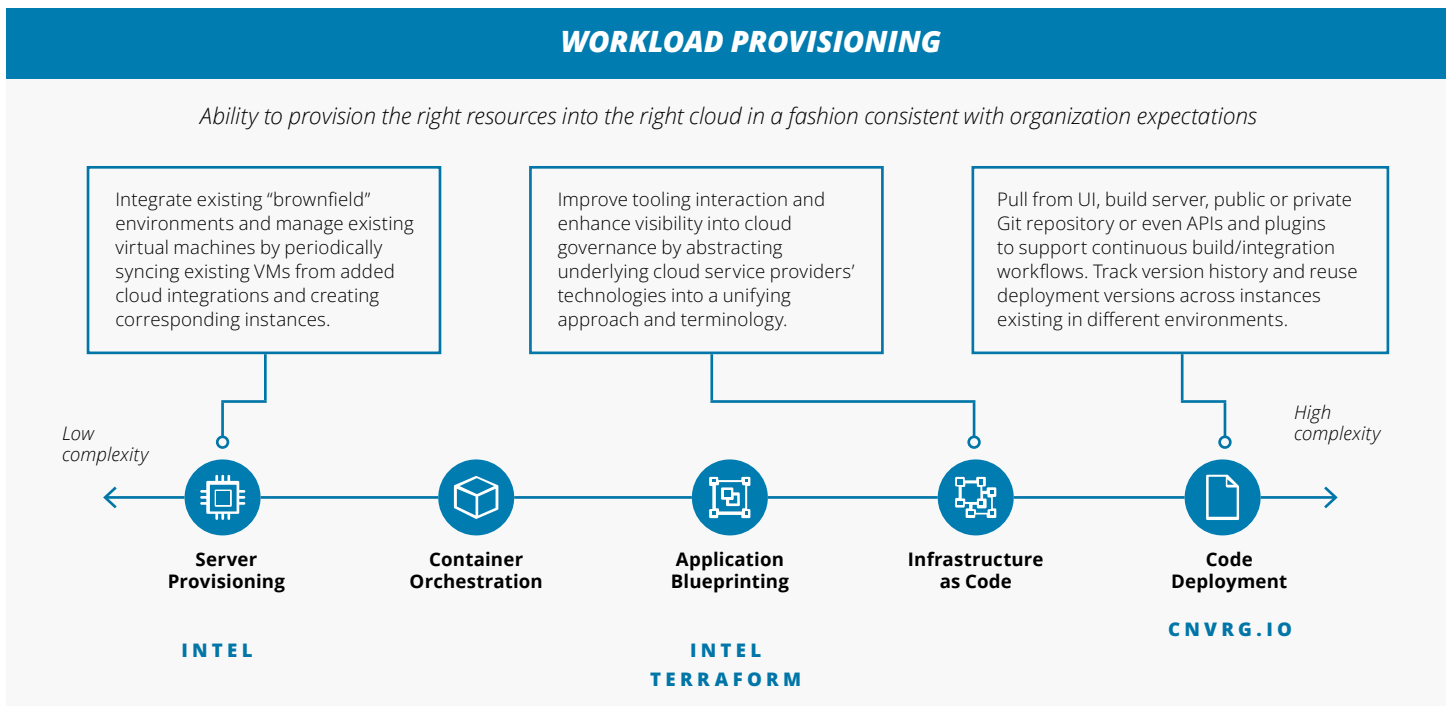 WORKLOAD PROVISIONING
Ability to provision the right resources into the right cloud in a fashion consistent with organization expectations
Integrate existing “brownfield”
environments and manage existing
virtual machines by periodically
syncing existing VMs from added
cloud integrations and creating
corresponding instances.
Improve tooling interaction and
enhance visibility into cloud
governance by abstracting
underlying cloud service providers’
technologies into a unifying
approach and terminology.
Pull from UI, build server, public or private
Git repository or even APIs and plugins
to support continuous build/integration
workflows. Track version history and reuse
deployment versions across instances
existing in different environments.
Low
complexity
High
complexity
Server
Provisioning
Container
Orchestration
Application
Blueprinting
Infrastructure
as Code
Code
Deployment
INTEL
INTEL
TERRAFORM
CNVRG.IO